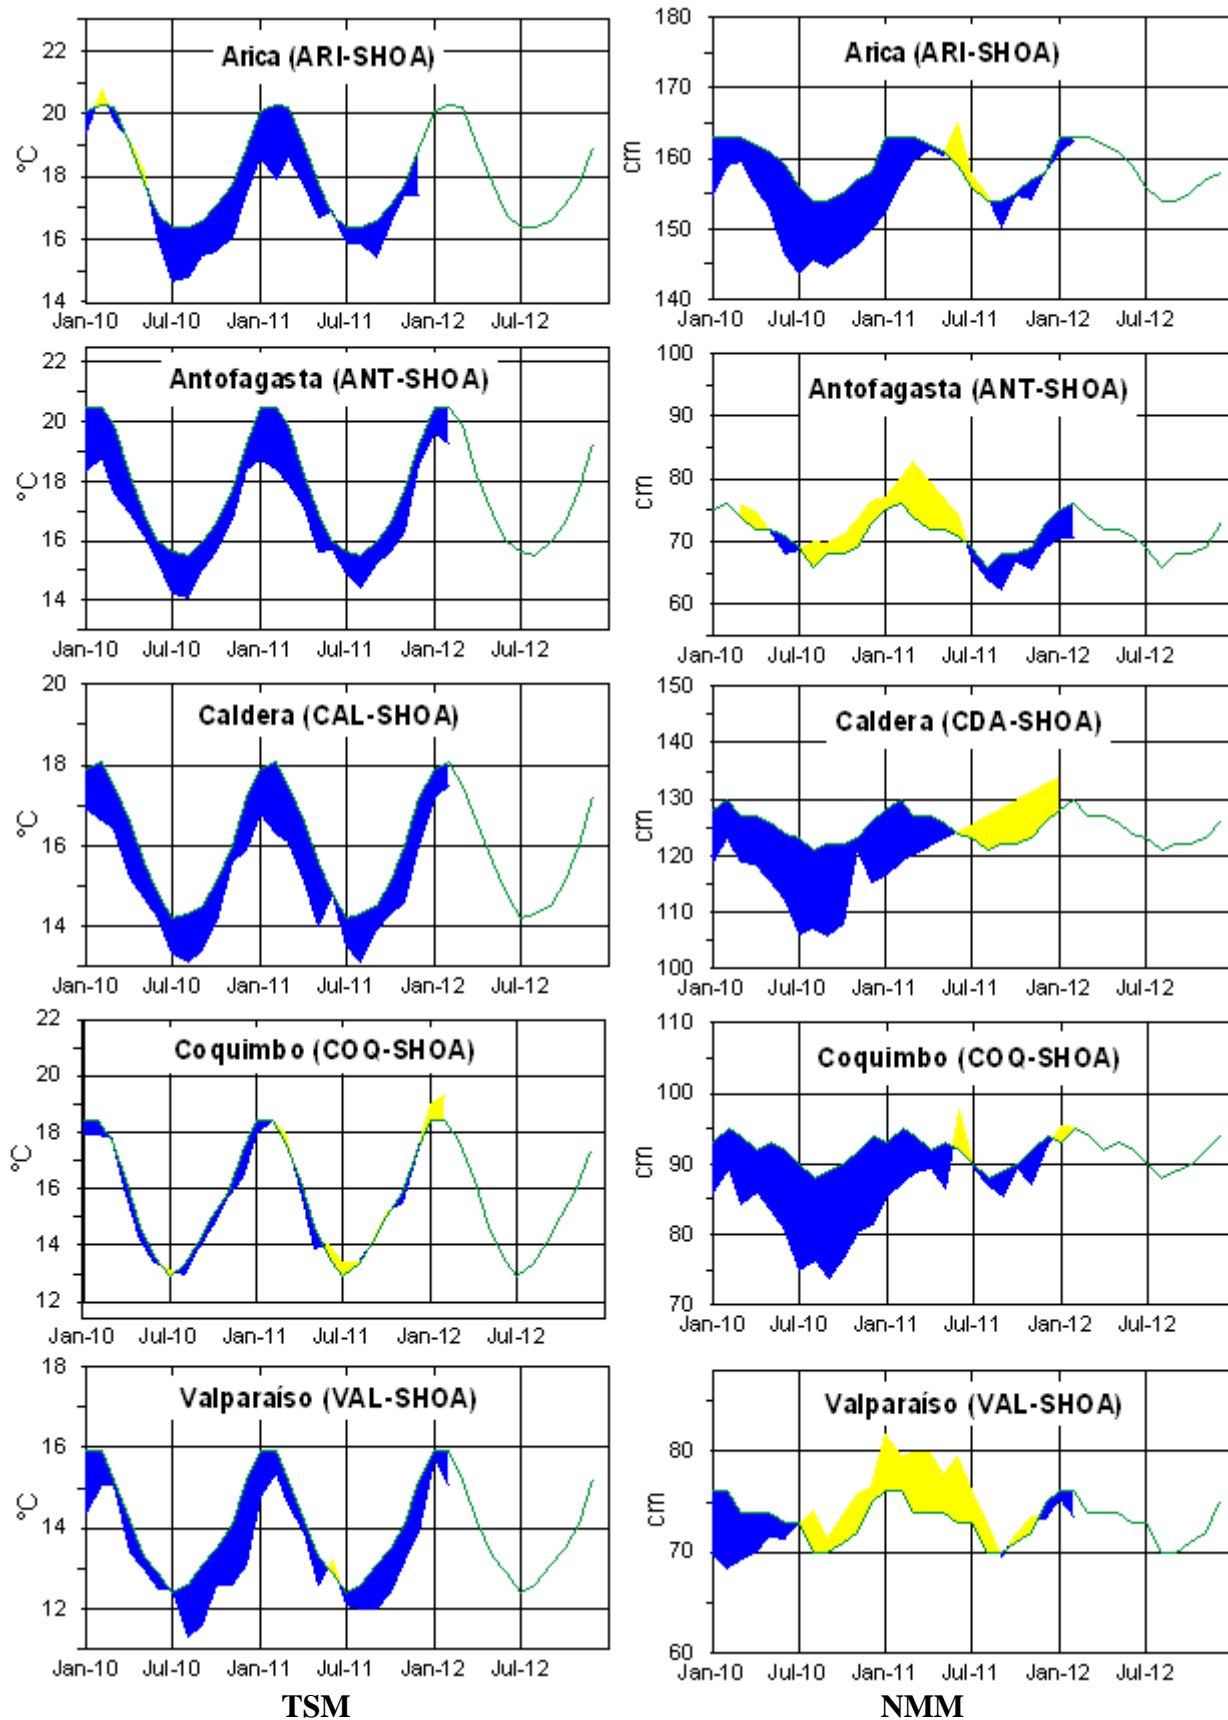 Arica (ARI-SHOA)
°C
22
20
18
16
14
Jan-10 Jul-10 Jan-11 Jul-11 Jan-12 Jul-12
Arica (ARI-SHOA)
cm
180
170
160
150
140
Jan-10 Jul-10 Jan-11 Jul-11 Jan-12 Jul-12
Antofagasta (ANT-SHOA)
°C
22
20
18
16
14
Jan-10 Jul-10 Jan-11 Jul-11 Jan-12 Jul-12
Antofagasta (ANT-SHOA)
cm
100
90
80
70
60
Jan-10 Jul-10 Jan-11 Jul-11 Jan-12 Jul-12
Caldera (CAL-SHOA)
°C
20
18
16
14
Jan-10 Jul-10 Jan-11 Jul-11 Jan-12 Jul-12
Caldera (CDA-SHOA)
cm
150
140
130
120
110
100
Jan-10 Jul-10 Jan-11 Jul-11 Jan-12 Jul-12
Coquimbo (COQ-SHOA)
°C
22
20
18
16
14
12
Jan-10 Jul-10 Jan-11 Jul-11 Jan-12 Jul-12
Coquimbo (COQ-SHOA)
cm
110
100
90
80
70
Jan-10 Jul-10 Jan-11 Jul-11 Jan-12 Jul-12
Valparaíso (VAL-SHOA)
°C
18
16
14
12
Jan-10 Jul-10 Jan-11 Jul-11 Jan-12 Jul-12
Valparaíso (VAL-SHOA)
cm
80
70
60
Jan-10 Jul-10 Jan-11 Jul-11 Jan-12 Jul-12
TSM
NMM